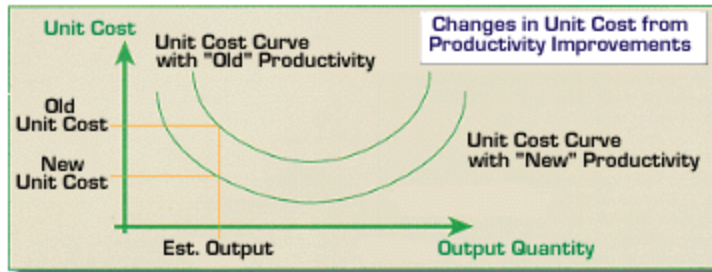 Unit Cost
Changes in Unit Cost from
Productivity Improvements
Unit Cost Curve
with "Old" Productivity
Old
Unit Cost
Unit Cost Curve
with "New" Productivity
New
Unit Cost
Est. Output
Output Quantity